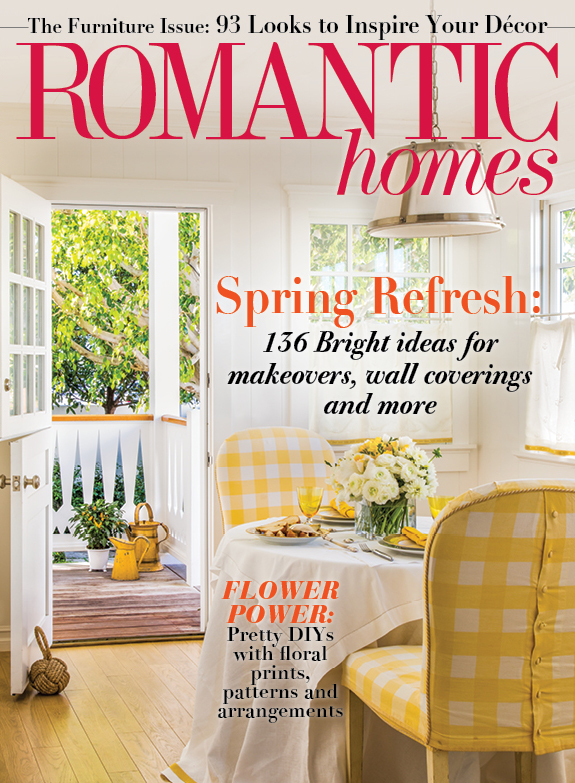 The Furniture Issue: 93 Looks to Inspire Your Décor
ROMANTIC
homes
Spring Refresh:
136 Bright ideas for
makeovers, wall coverings
and more
FLOWER
POWER:
Pretty DIYs
with floral
prints,
patterns and
arrangements